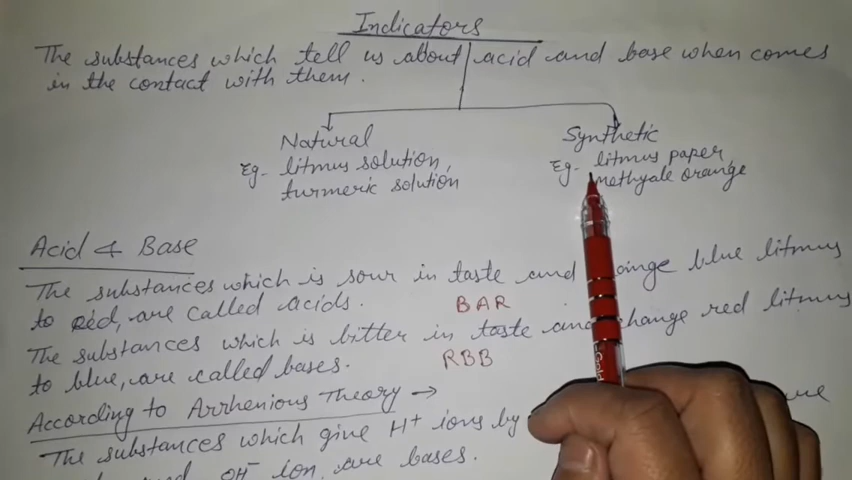 Indicators
The substances which tell us about acid and base when comes
in the contact with them.
Natural
Eg- litmus solution,
turmeric solution
Synthetic
Eg- litmus paper,
methyale orange
Acid & Base
The substances which is sour in taste and blue litmus
to red, are called acids. BAR
The substances which is bitter in taste and change red litmus
to blue, are called bases. RBB
According to Arrhenious Theory →
The substances which give H+ ions by
OH- ion are bases.